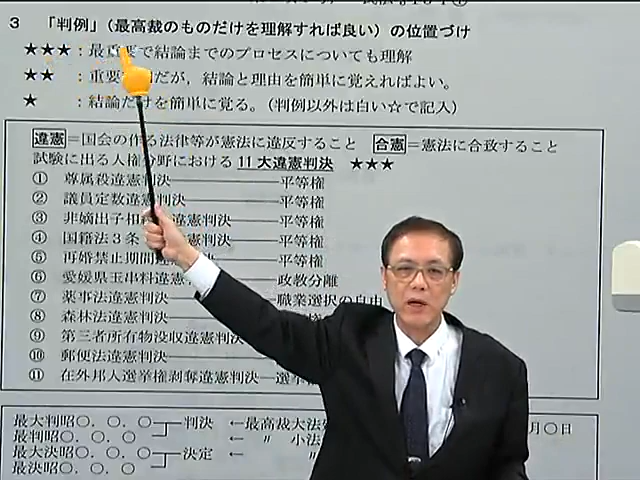 3 「判例」（最高裁のものだけを理解すれば良い）の位置づけ
★★★：最重要で結論までのプロセスについても理解
★★：重要 だが，結論と理由を簡単に覚えればよい。
★：結論だけを簡単に覚る。（判例以外は白い☆で記入）
違憲＝国会の作る法律等が憲法に違反すること 合憲＝憲法に合致すること
試験に出る人権分野における11大違憲判決 ★★★
① 尊属殺違憲判決―平等権
② 議員定数違憲判決―平等権
③ 非嫡出子相続 違憲判決―平等権
④ 国籍法３条 違憲判決―平等権
⑤ 再婚禁止期間違憲判決―平等権
⑥ 愛媛県玉串料違憲判決―政教分離
⑦ 薬事法違憲判決―職業選択の自由
⑧ 森林法違憲判決
⑨ 第三者所有物没収違憲判決
⑩ 郵便法違憲判決
⑪ 在外邦人選挙権剥奪違憲判決―選挙
最大判昭〇．〇．〇 判決 ←最高裁大法 月〇日
最判昭〇．〇．〇 ← 〃 小法
最大決昭〇．〇．〇 決定 ← 〃
最決昭〇．〇．〇